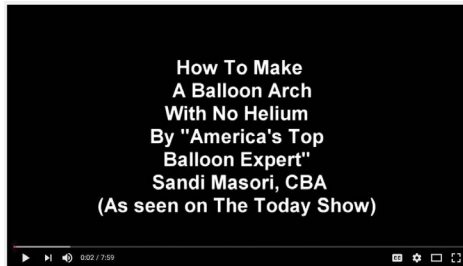 How To Make
A Balloon Arch
With No Helium
By "America's Top
Balloon Expert"
Sandi Masori, CBA
(As seen on The Today Show)
0:02 / 7:59
CC